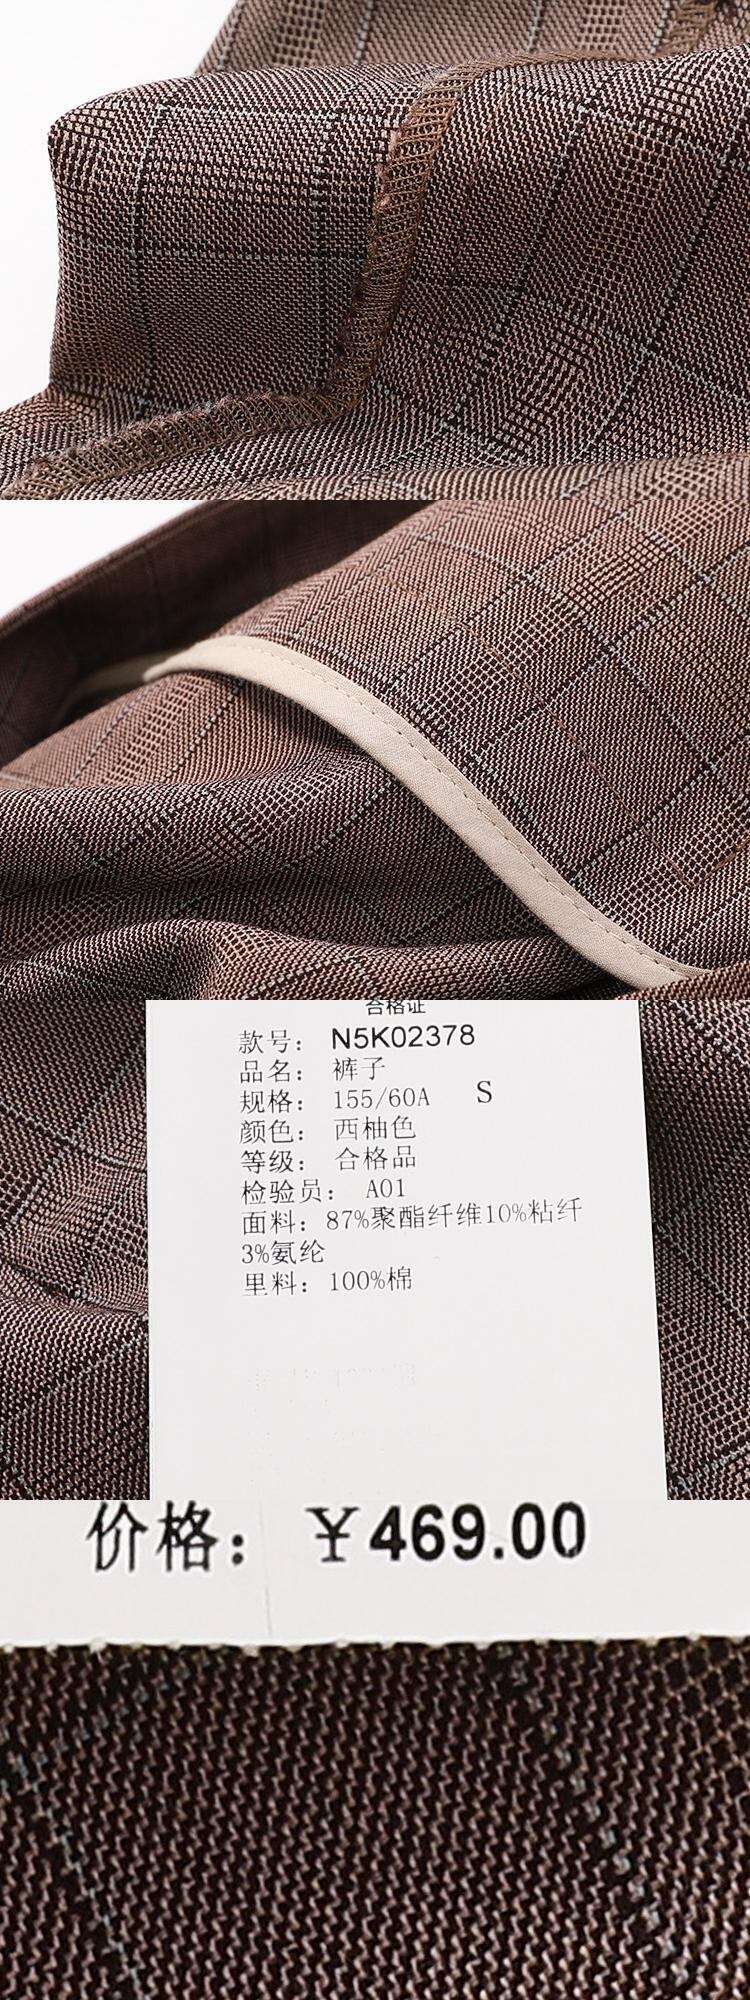 合格证
款号： N5K02378
品名： 裤子
规格： 155/60A S
颜色： 西柚色
等级： 合格品
检验员： A01
面料：87%聚酯纤维10%粘纤
3%氨纶
里料：100%棉
价格： ￥469.00